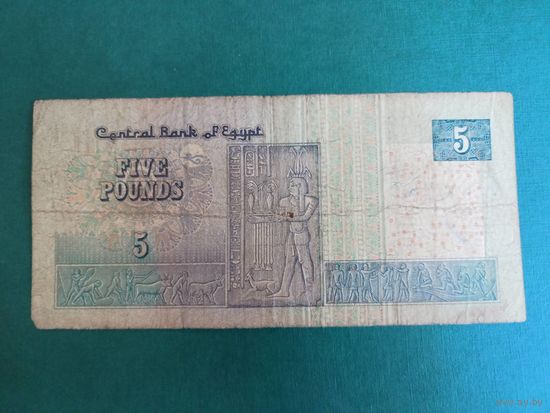 Central Bank of Egypt
5
FIVE
POUNDS
5